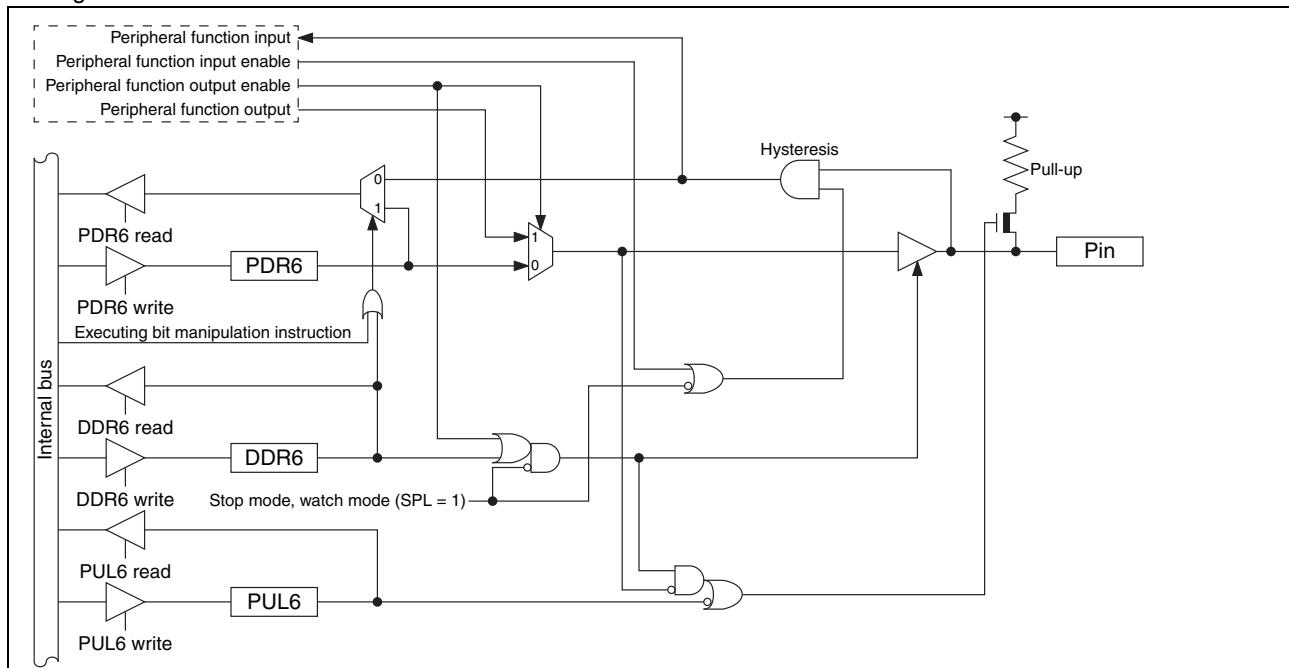 Peripheral function input
Peripheral function input enable
Peripheral function output enable
Peripheral function output
Hysteresis
Pull-up
0
1
PDR6 read
1
0
Pin
PDR6
PDR6 write
Executing bit manipulation instruction
Internal bus
DDR6 read
DDR6
DDR6 write
Stop mode, watch mode (SPL = 1)
PUL6 read
PUL6
PUL6 write